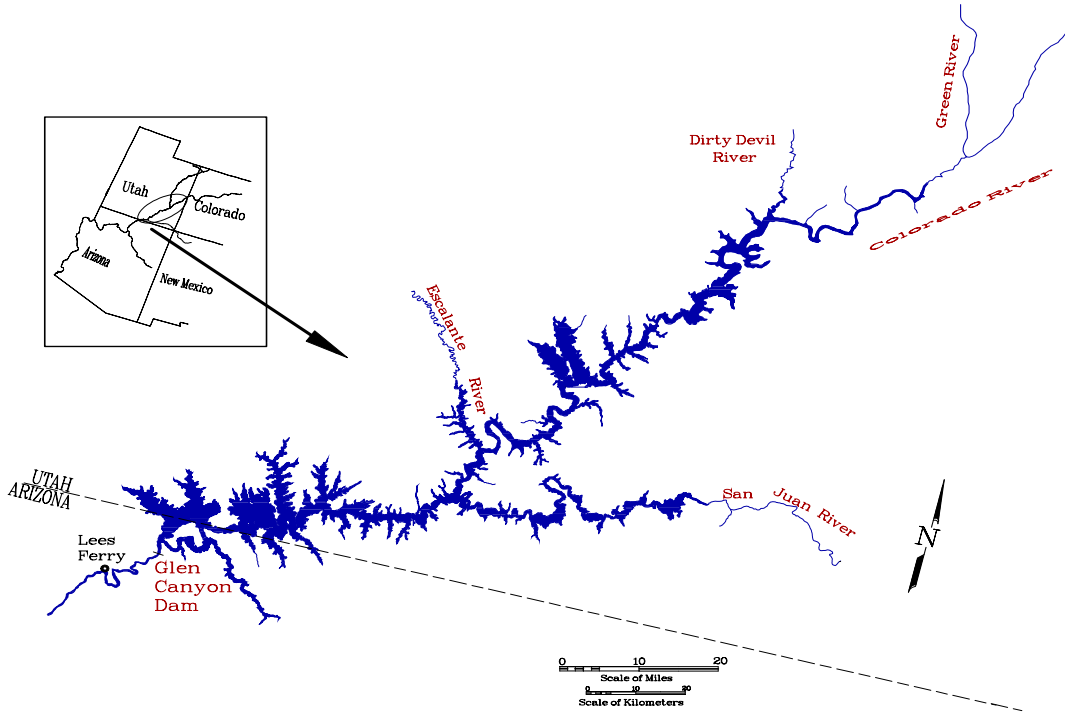 Green River
Dirty Devil
River
Colorado River
Utah
Colorado
Arizona
New Mexico
Escalante
River
UTAH
ARIZONA
San Juan River
Lees
Ferry
Glen
Canyon
Dam
N
0 10 20
Scale of Miles
0 10 20
Scale of Kilometers